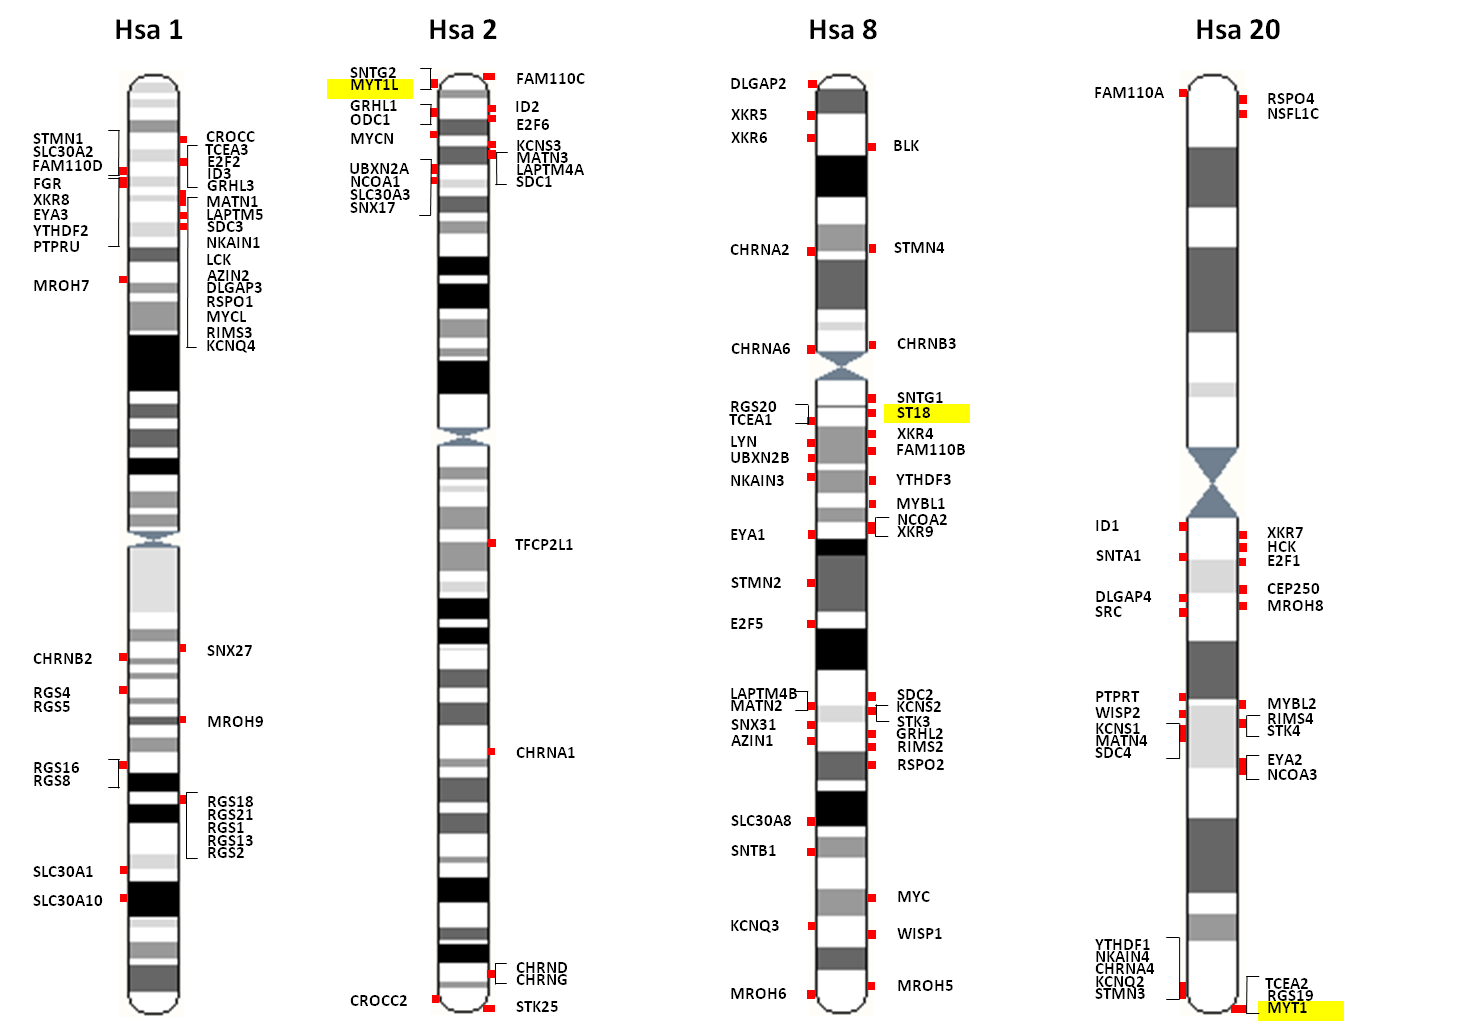 Hsa 1
STMN1
SLC30A2
FAM110D
FGR
XKR8
EYA3
YTHDF2
PTPRU
MROH7
CHRNB2
RGS4
RGS5
RGS16
RGS8
SLC30A1
SLC30A10
CROCC
TCEA3
E2F2
ID3
GRHL3
MATN1
LAPTM5
SDC3
NKAIN1
LCK
AZIN2
DLGAP3
RSPO1
MYCL
RIMS3
KCNQ4
SNX27
MROH9
RGS18
RGS21
RGS1
RGS13
RGS2
Hsa 2
SNTG2
MYT1L
GRHL1
ODC1
MYCN
UBXN2A
NCOA1
SLC30A3
SNX17
CROCC2
FAM110C
ID2
E2F6
KCNS3
MATN3
LAPTM4A
SDC1
TFCP2L1
CHRNA1
CHRND
CHRNG
STK25
Hsa 8
DLGAP2
XKR5
XKR6
CHRNA2
CHRNA6
RGS20
TCEA1
LYN
UBXN2B
NKAIN3
EYA1
STMN2
E2F5
LAPTM4B
MATN2
SNX31
AZIN1
SLC30A8
SNTB1
KCNQ3
MROH6
BLK
STMN4
CHRNB3
SNTG1
ST18
XKR4
FAM110B
YTHDF3
MYBL1
NCOA2
XKR9
SDC2
KCNS2
STK3
GRHL2
RIMS2
RSPO2
MYC
WISP1
MROH5
Hsa 20
FAM110A
ID1
SNTA1
DLGAP4
SRC
PTPRT
WISP2
KCNS1
MATN4
SDC4
YTHDF1
NKAIN4
CHRNA4
KCNQ2
STMN3
RSPO4
NSFL1C
XKR7
HCK
E2F1
CEP250
MROH8
MYBL2
RIMS4
STK4
EYA2
NCOA3
TCEA2
RGS19
MYT1